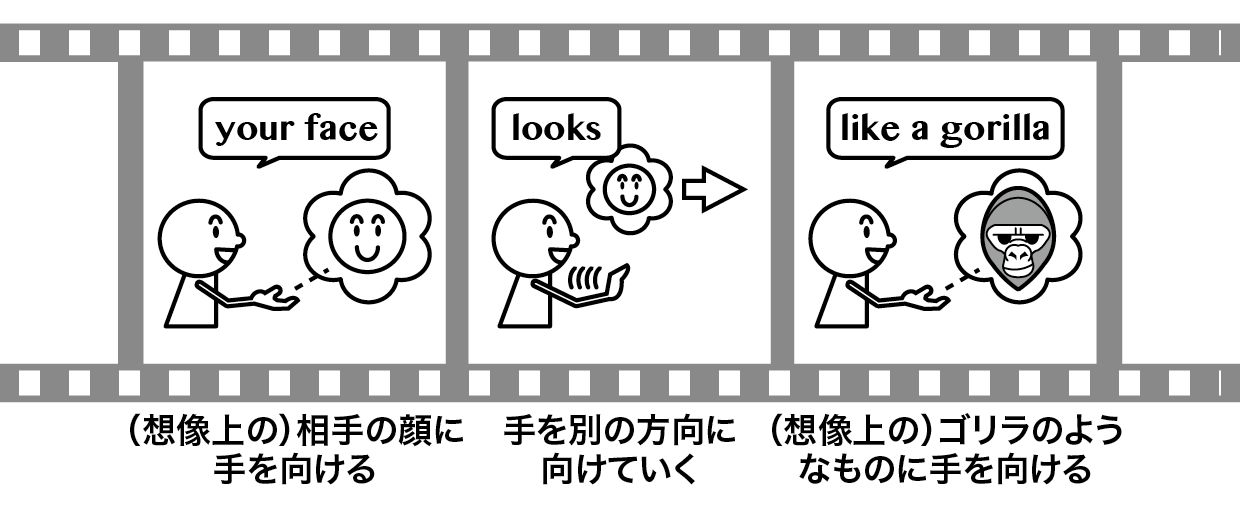 your face
looks
like a gorilla
（想像上の）相手の顔に
手を向ける
手を別の方向に
向けていく
（想像上の）ゴリラのよう
なものに手を向ける